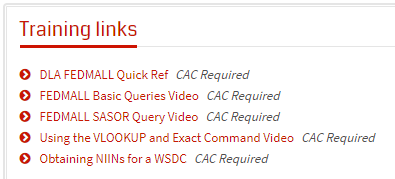 Training links
DLA FEDMALL Quick Ref CAC Required
FEDMALL Basic Queries Video CAC Required
FEDMALL SASOR Query Video CAC Required
Using the VLOOKUP and Exact Command Video CAC Required
Obtaining NIINs for a WSDC CAC Required